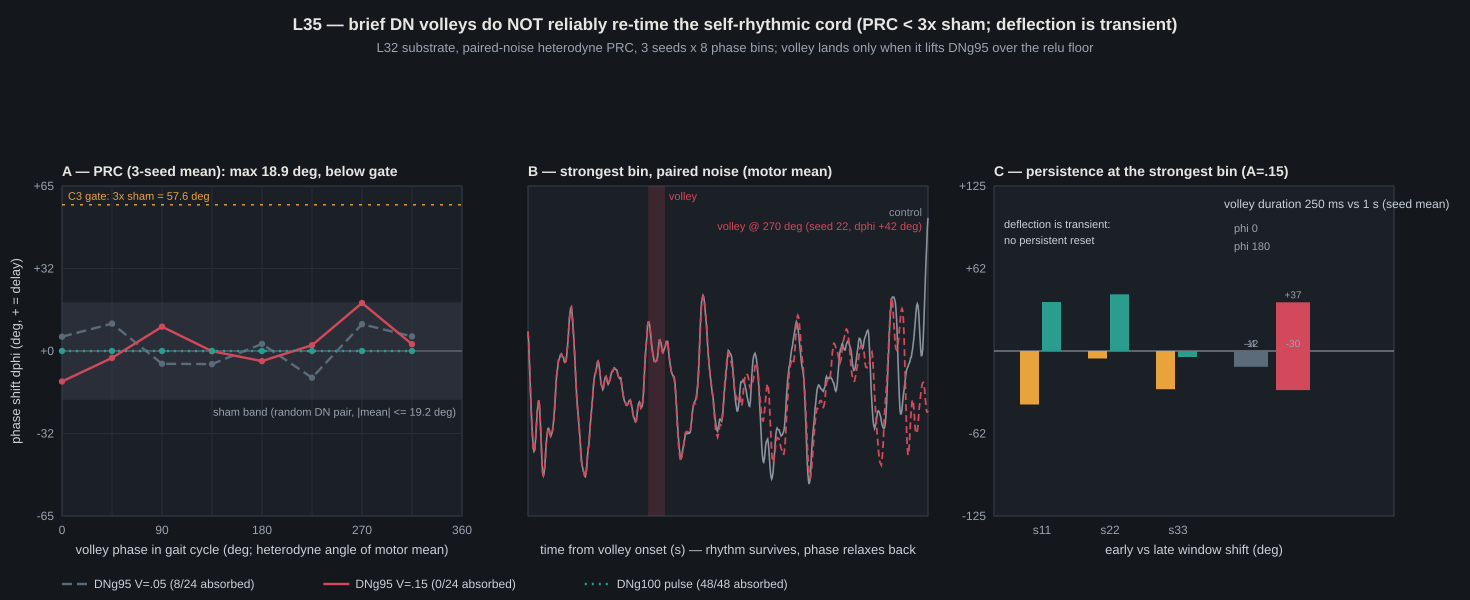 L35 — brief DN volleys do NOT reliably re-time the self-rhythmic cord (PRC < 3x sham; deflection is transient)
L32 substrate, paired-noise heterodyne PRC, 3 seeds x 8 phase bins; volley lands only when it lifts DNg95 over the relu floor
A — PRC (3-seed mean): max 18.9 deg, below gate
+65
C3 gate: 3x sham = 57.6 deg
+32
+0
-32
-65
sham band (random DN pair, |mean| <= 19.2 deg)
phase shift dphi (deg, + = delay)
0
90
180
270
360
volley phase in gait cycle (deg; heterodyne angle of motor mean)
B — strongest bin, paired noise (motor mean)
volley
control
volley @ 270 deg (seed 22, dphi +42 deg)
time from volley onset (s) — rhythm survives, phase relaxes back
C — persistence at the strongest bin (A=.15)
+125
volley duration 250 ms vs 1 s (seed mean)
deflection is transient:
no persistent reset
phi 0
phi 180
+62
+37
-30
-62
-125
s11
s22
s33
early vs late window shift (deg)
DNg95 V=.05 (8/24 absorbed)
DNg95 V=.15 (0/24 absorbed)
DNg100 pulse (48/48 absorbed)